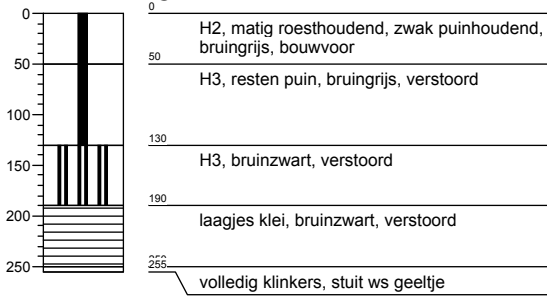 0
0
H2, matig roesthoudend, zwak puinhoudend,
bruingrijs, bouwvoor
50
50
H3, resten puin, bruingrijs, verstoord
100
130
H3, bruinzwart, verstoord
150
190
200
laagjes klei, bruinzwart, verstoord
250
255
volledig klinkers, stuit ws geeltje